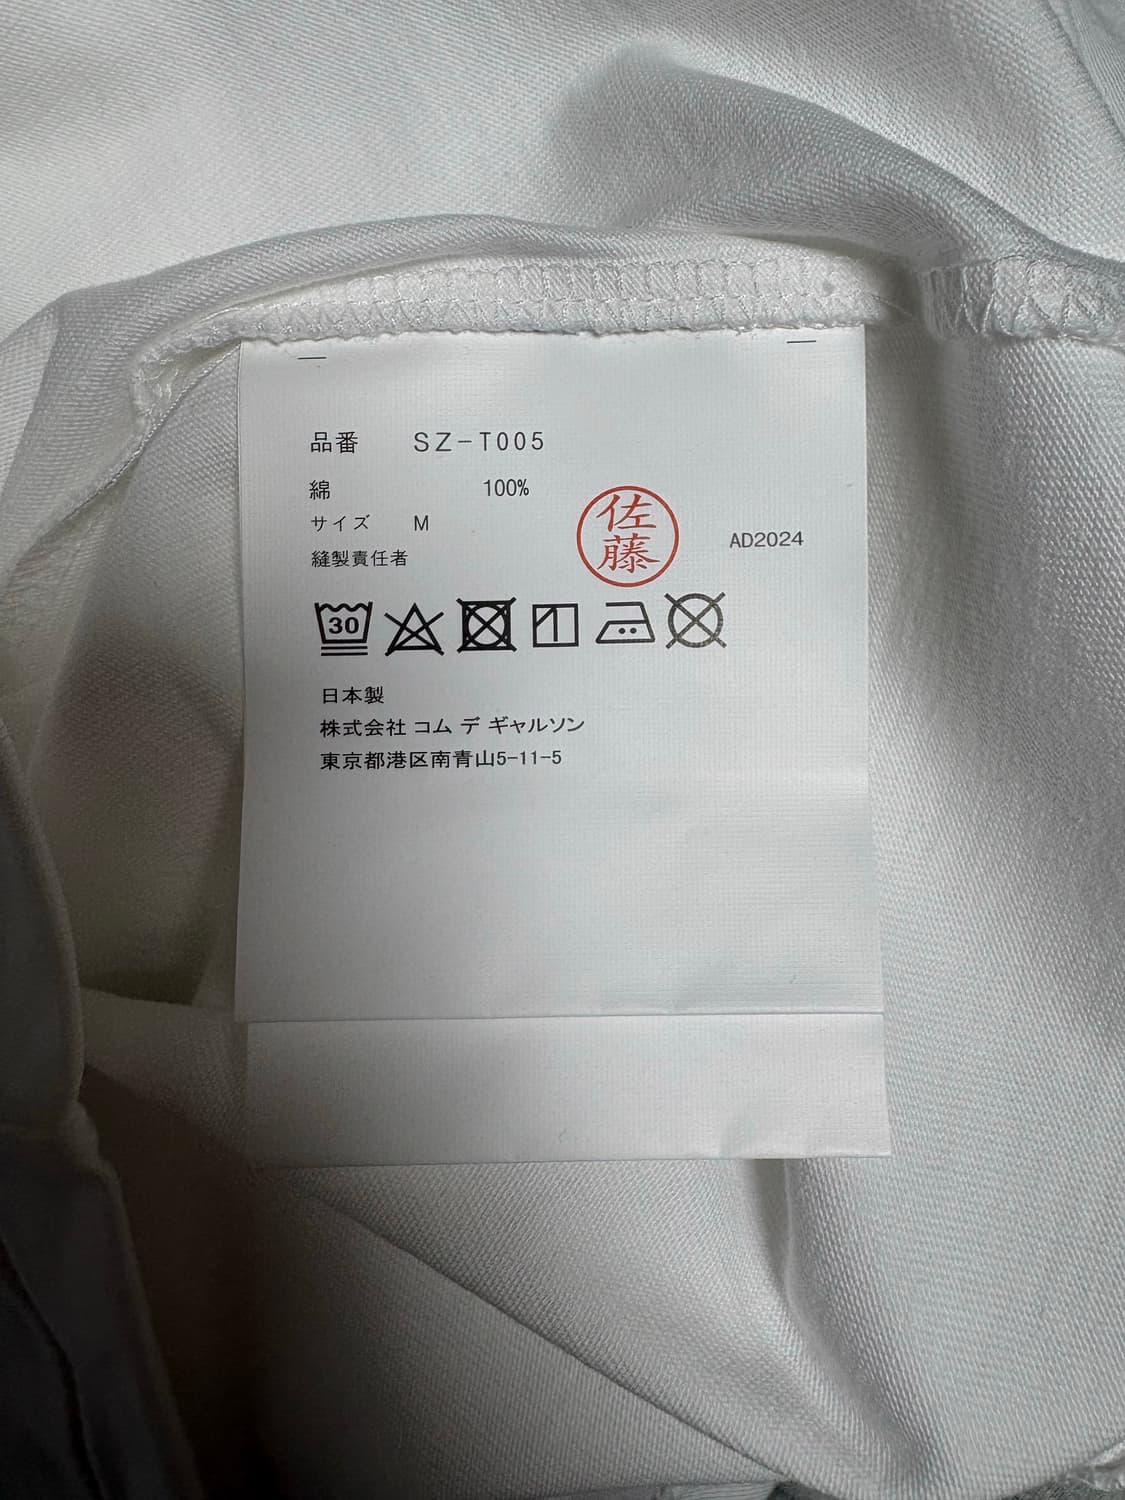 品番 SZ-T005
綿 100%
サイズ M
縫製責任者
佐藤
AD2024
30
日本製
株式会社 コム デ ギャルソン
東京都港区南青山5-11-5